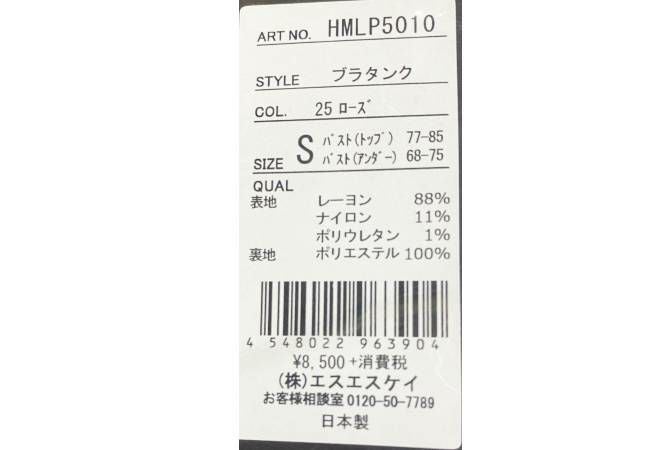 ART NO. HMLP5010
STYLE ブラタンク
COL. 25 ﾛｰｽﾞ
SIZE S ﾊﾞｽﾄ(ﾄｯﾌﾟ) 77-85
ﾊﾞｽﾄ(ｱﾝﾀﾞｰ) 68-75
QUAL
表地 レーヨン 88%
ナイロン 11%
ポリウレタン 1%
裏地 ポリエステル 100%
4 548022 963904
¥8,500 +消費税
(株)エスエスケイ
お客様相談室 0120-50-7789
日本製